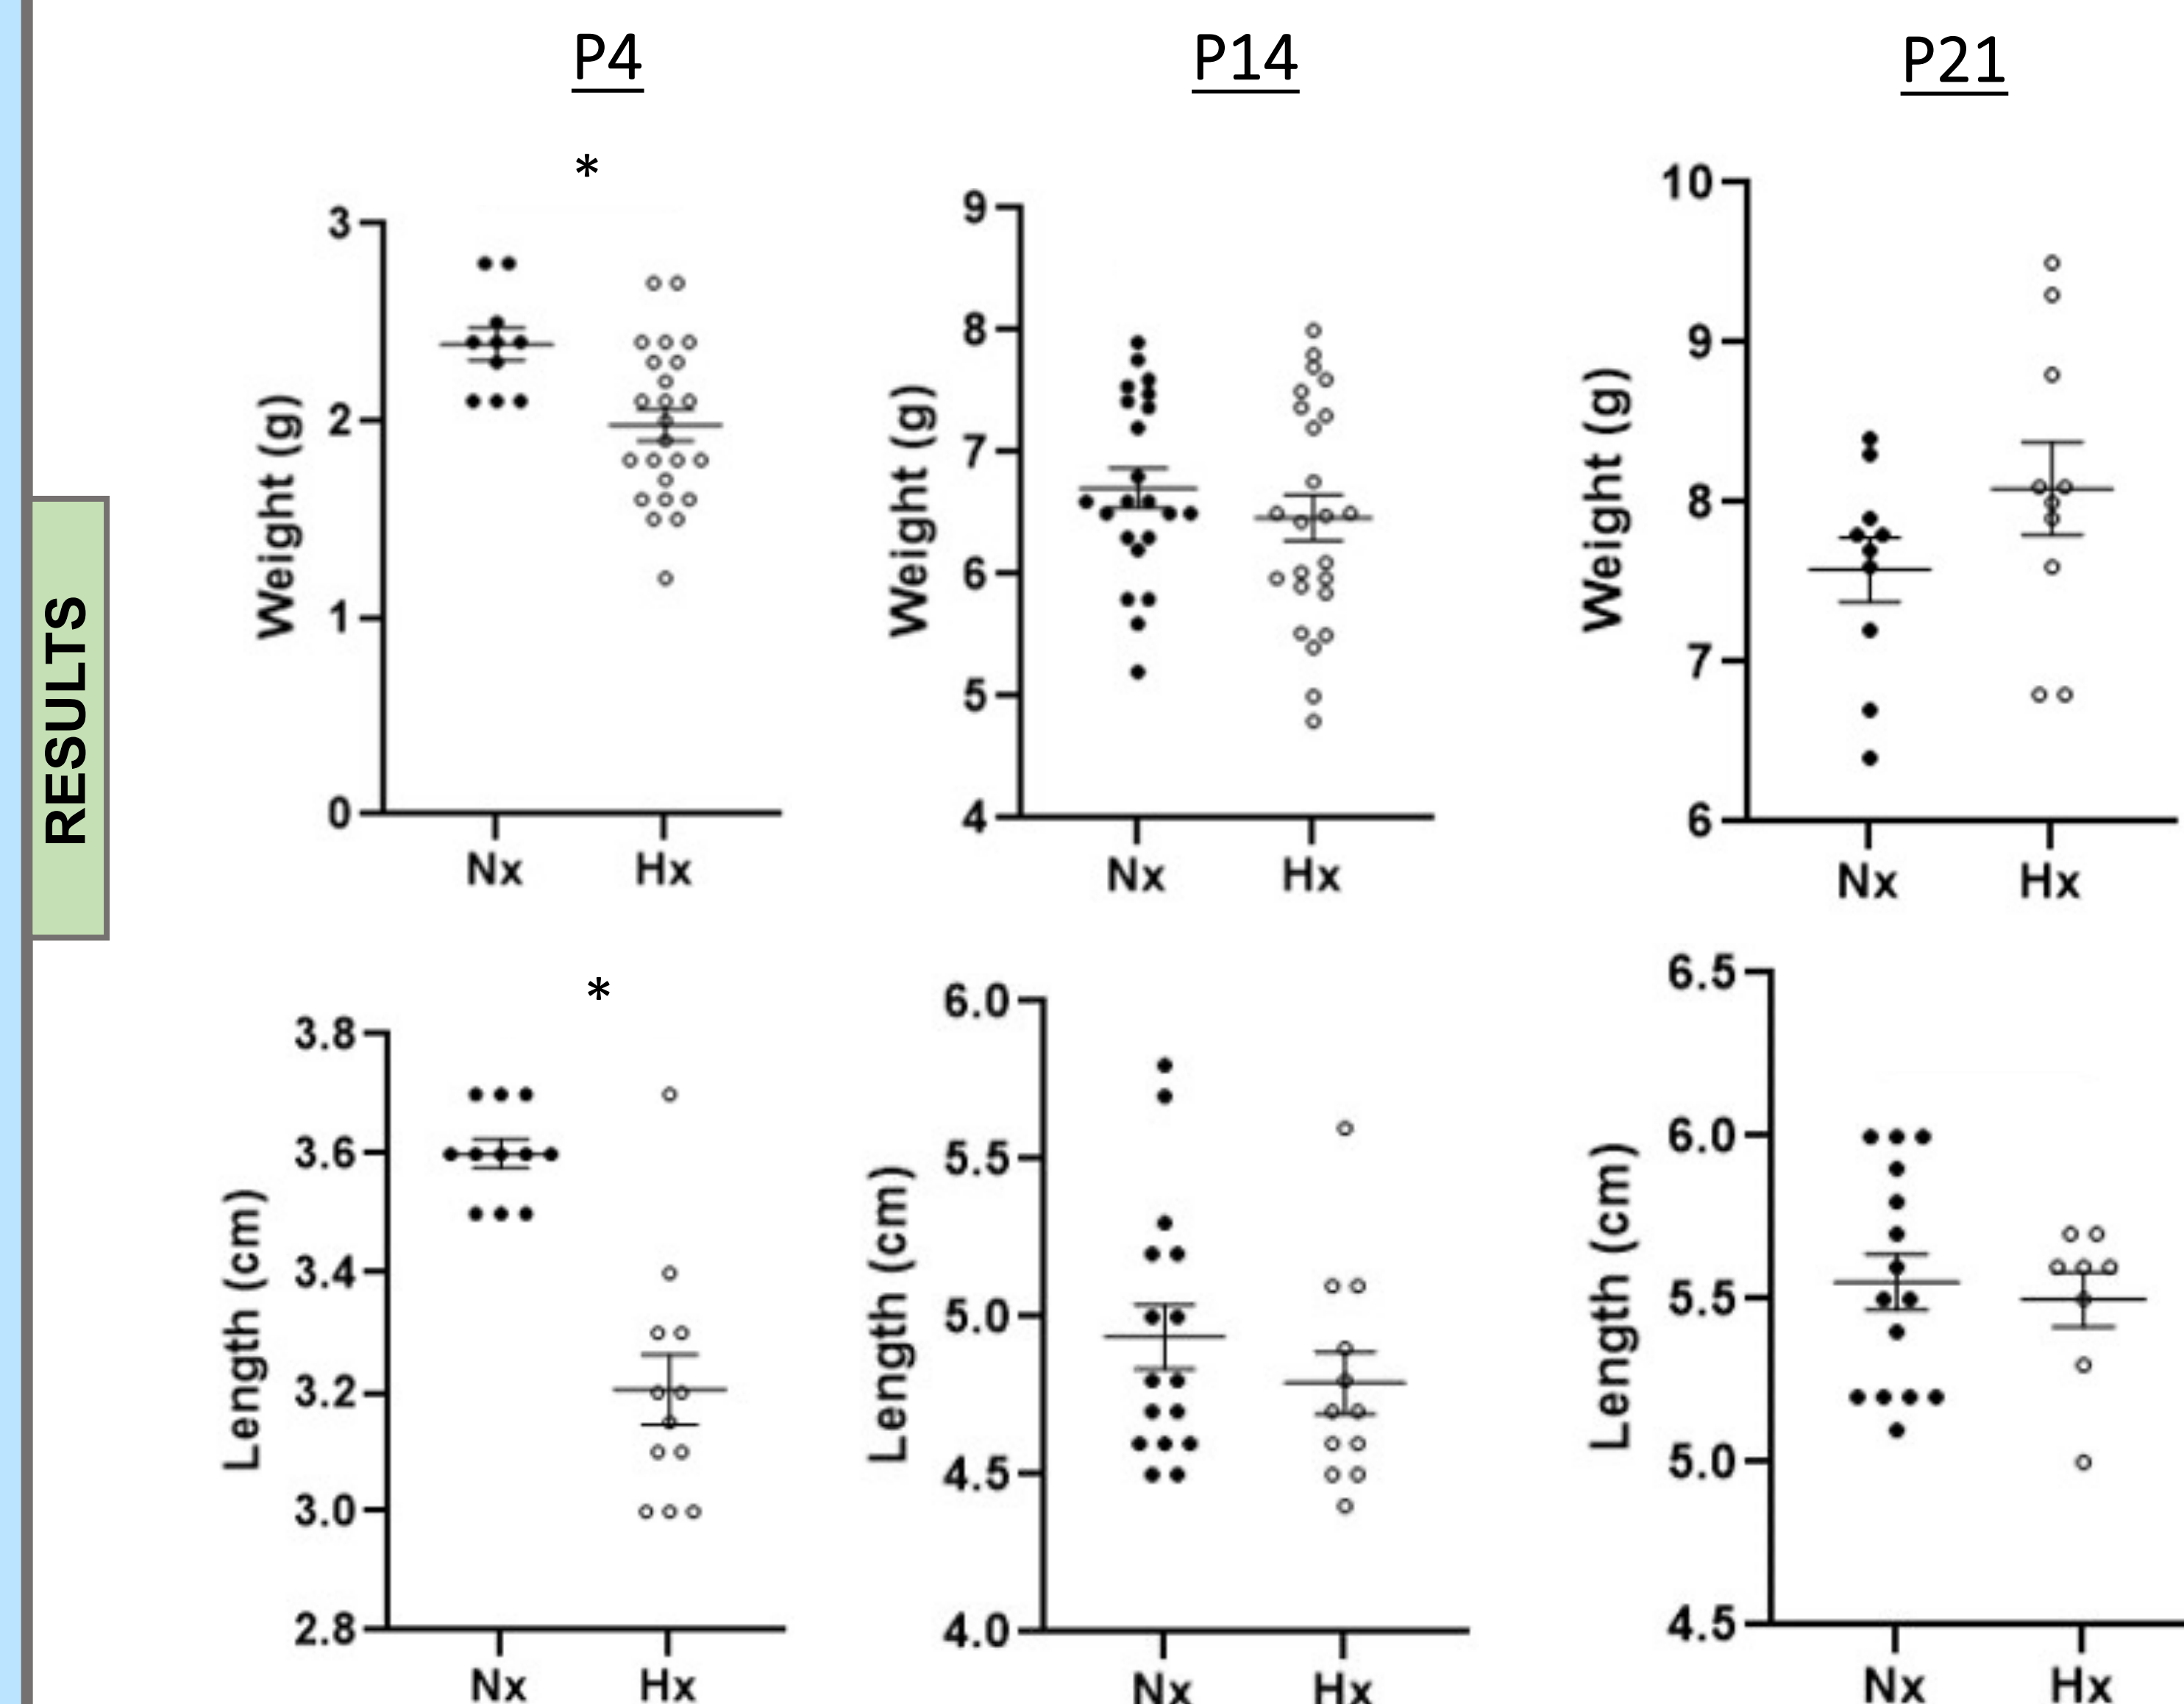 P4
P14
P21
RESULTS
*
Weight (g)
3
2
1
0
Nx
Hx
Weight (g)
9
8
7
6
5
4
Nx
Hx
Weight (g)
10
9
8
7
6
Nx
Hx
*
Length (cm)
3.8
3.6
3.4
3.2
3.0
2.8
Nx
Hx
Length (cm)
6.0
5.5
5.0
4.5
4.0
Nx
Hx
Length (cm)
6.5
6.0
5.5
5.0
4.5
Nx
Hx